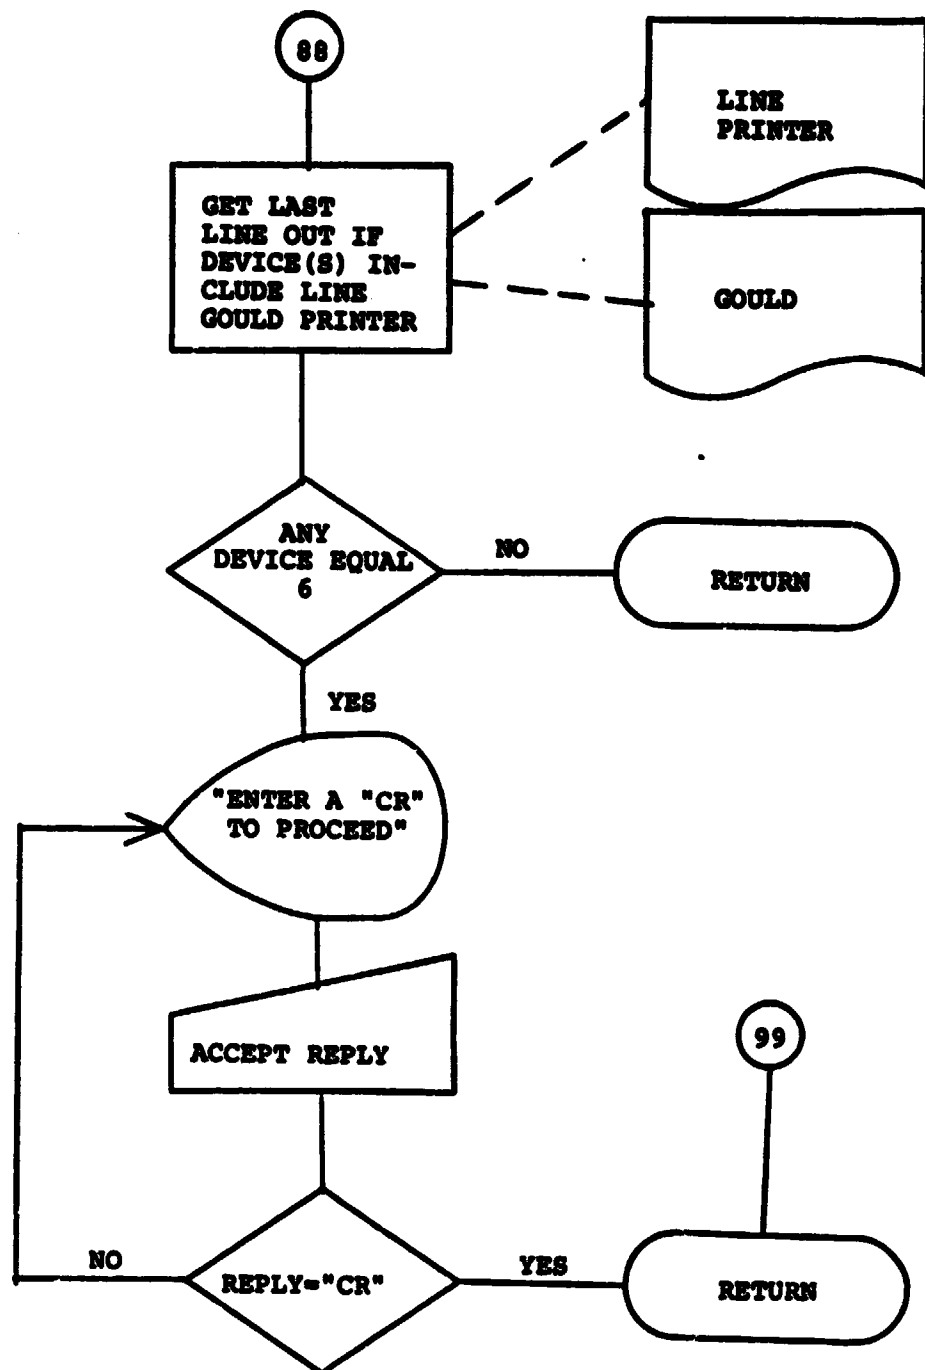 88
LINE
PRINTER
GET LAST
LINE OUT IF
DEVICE(S) IN-
CLUDE LINE
GOULD PRINTER
GOULD
ANY
DEVICE EQUAL
6
NO
RETURN
YES
"ENTER A "CR"
TO PROCEED"
ACCEPT REPLY
99
NO
REPLY="CR"
YES
RETURN